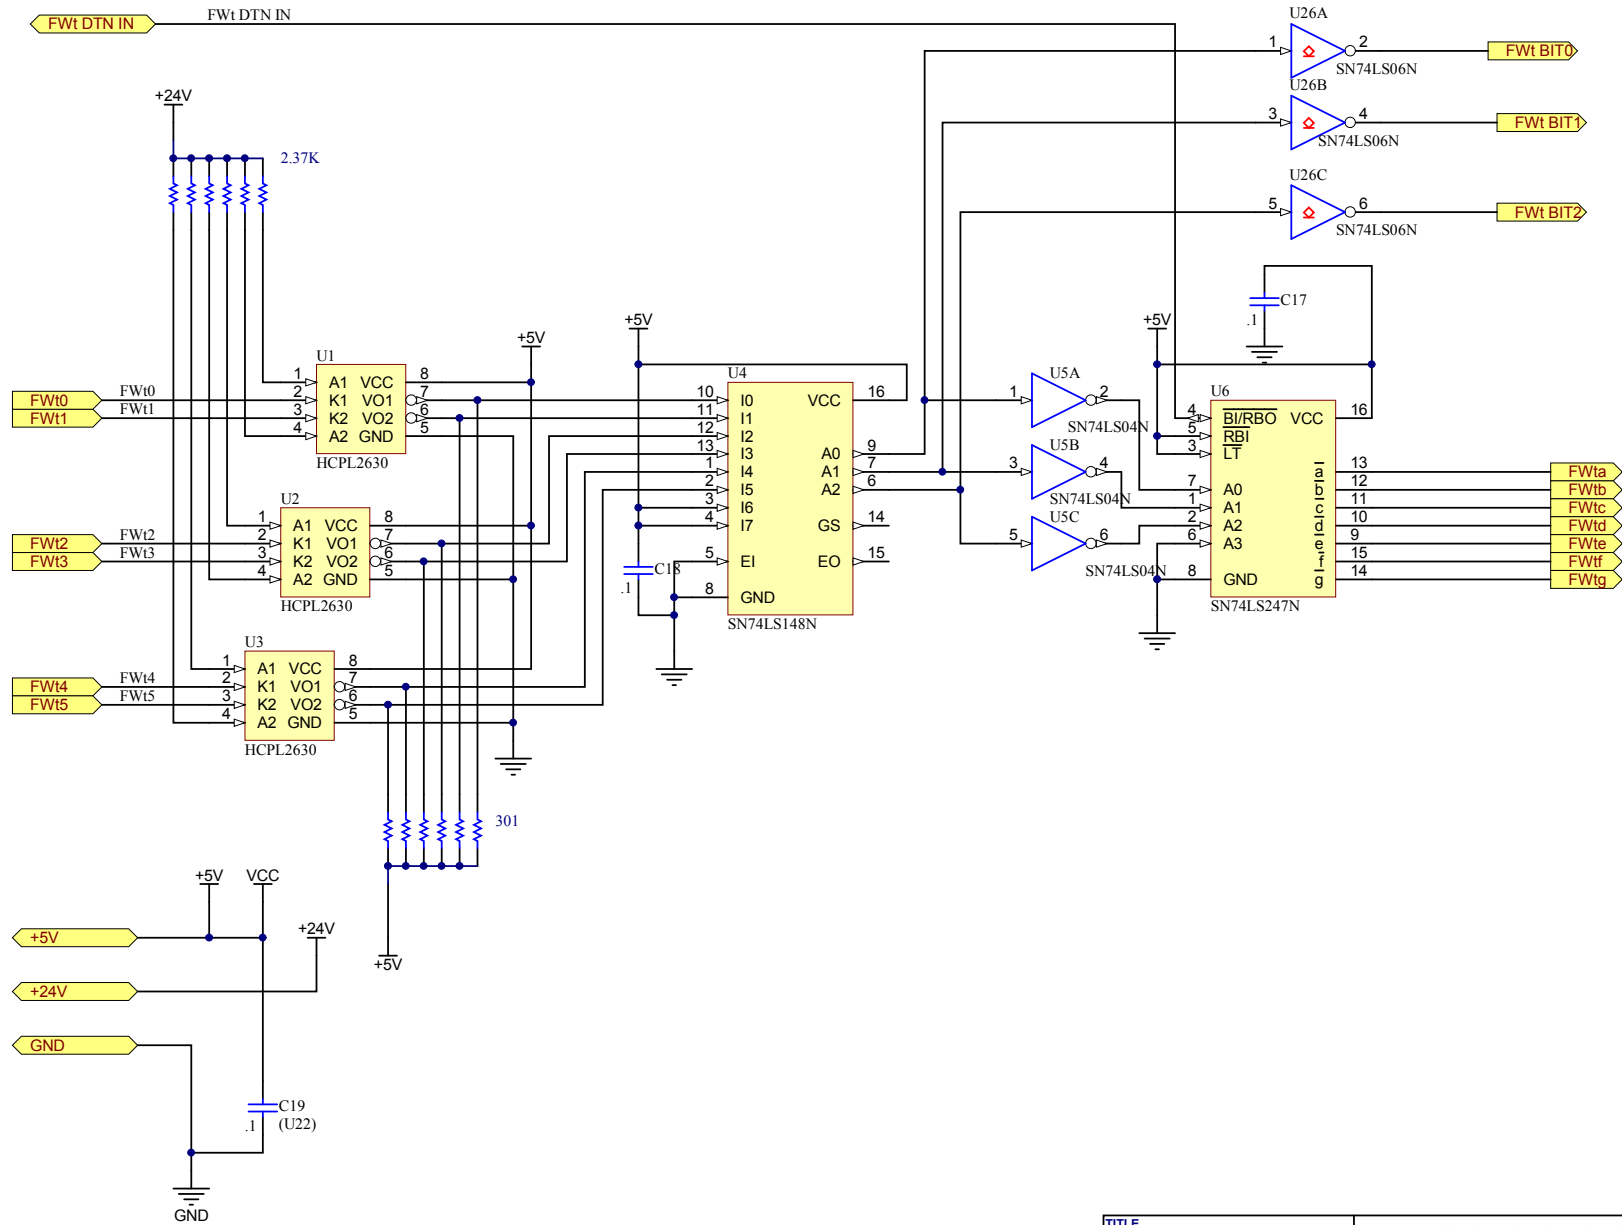 FWt DTN IN
FWt DTN IN
U26A
1
2
SN74LS06N
FWt BIT0
U26B
3
4
SN74LS06N
FWt BIT1
U26C
5
6
SN74LS06N
FWt BIT2
+24V
2.37K
C17
.1
+5V
+5V
+5V
U1
1
2
3
4
A1 VCC
K1 VO1
K2 VO2
A2 GND
8
7
6
5
HCPL2630
FWt0
FWt0
FWt1
FWt1
U4
10
11
12
13
1
2
3
4
5
8
I0
I1
I2
I3
I4
I5
I6
I7
EI
GND
VCC
A0
A1
A2
GS
EO
16
9
7
6
14
15
SN74LS148N
C18
.1
U5A
1
2
SN74LS04N
U5B
3
4
SN74LS04N
U5C
5
6
SN74LS04N
U6
4
5
3
7
1
2
6
8
BI/RBO VCC
RBI
LT
A0
A1
A2
A3
GND
a
b
c
d
e
f
g
16
13
12
11
10
9
15
14
SN74LS247N
FWta
FWtb
FWtc
FWtd
FWte
FWtf
FWtg
U2
1
2
3
4
A1 VCC
K1 VO1
K2 VO2
A2 GND
8
7
6
5
HCPL2630
FWt2
FWt2
FWt3
FWt3
U3
1
2
3
4
A1 VCC
K1 VO1
K2 VO2
A2 GND
8
7
6
5
HCPL2630
FWt4
FWt4
FWt5
FWt5
301
+5V
+5V
VCC
+5V
+24V
+24V
GND
C19
.1
(U22)
GND
TITLE